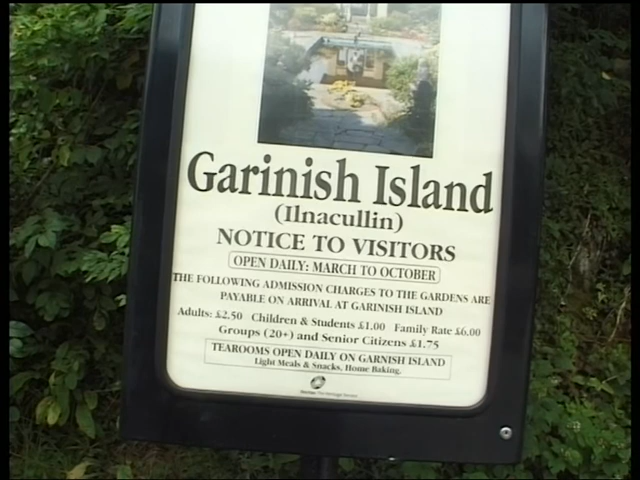 Garinish Island
(Ilnacullin)
NOTICE TO VISITORS
OPEN DAILY: MARCH TO OCTOBER
THE FOLLOWING ADMISSION CHARGES TO THE GARDENS ARE
PAYABLE ON ARRIVAL AT GARINISH ISLAND
Adults: £2.50 Children & Students £1.00 Family Rate £6.00
Groups (20+) and Senior Citizens £1.75
TEAROOMS OPEN DAILY ON GARNISH ISLAND
Light Meals & Snacks, Home Baking.